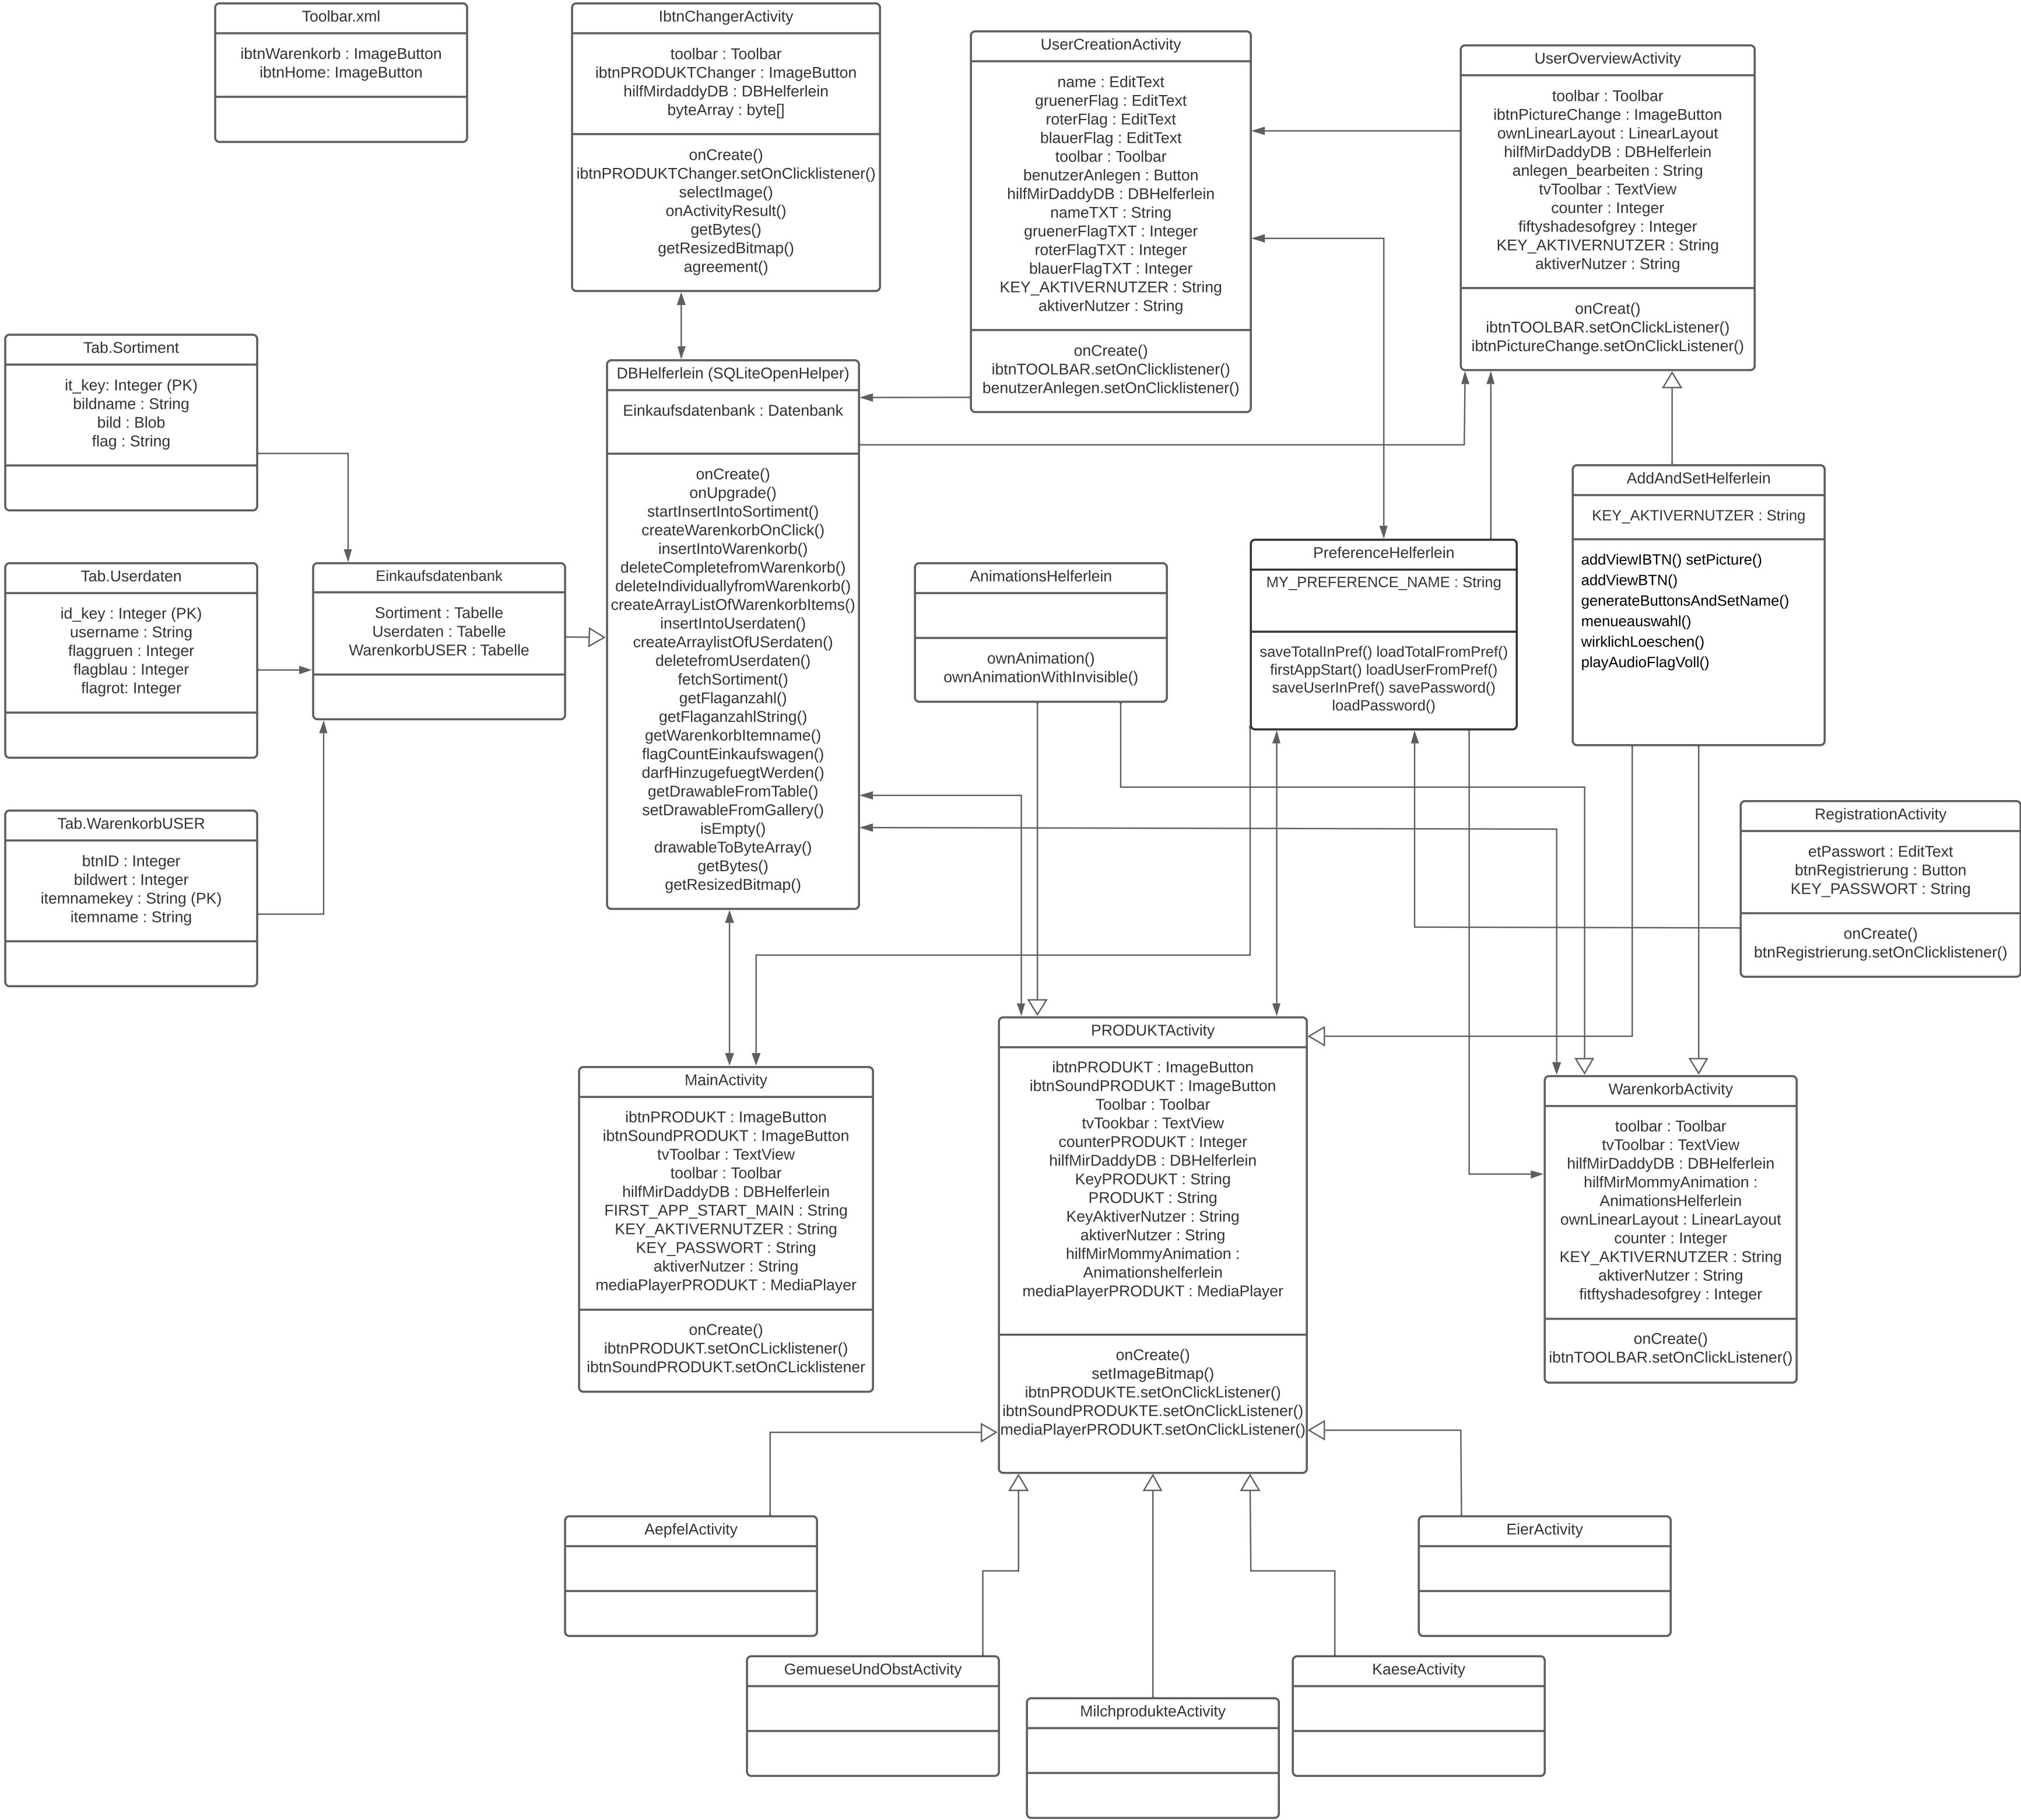 Toolbar.xml
ibtnWarenkorb : ImageButton
ibtnHome: ImageButton
IbtnChangerActivity
toolbar : Toolbar
ibtnPRODUKTChanger : ImageButton
hilfMirdaddyDB : DBHelferlein
byteArray : byte[]
onCreate()
ibtnPRODUKTChanger.setOnClicklistener()
selectImage()
onActivityResult()
getBytes()
getResizedBitmap()
agreement()
UserCreationActivity
name : EditText
gruenerFlag : EditText
roterFlag : EditText
blauerFlag : EditText
toolbar : Toolbar
benutzerAnlegen : Button
hilfMirDaddyDB : DBHelferlein
nameTXT : String
gruenerFlagTXT : Integer
roterFlagTXT : Integer
blauerFlagTXT : Integer
KEY_AKTIVERNUTZER : String
aktiverNutzer : String
onCreate()
ibtnTOOLBAR.setOnClicklistener()
benutzerAnlegen.setOnClicklistener()
UserOverviewActivity
toolbar : Toolbar
ibtnPictureChange : ImageButton
ownLinearLayout : LinearLayout
hilfMirDaddyDB : DBHelferlein
anlegen_bearbeiten : String
tvToolbar : TextView
counter : Integer
fiftyshadesofgrey : Integer
KEY_AKTIVERNUTZER : String
aktiverNutzer : String
onCreat()
ibtnTOOLBAR.setOnClickListener()
ibtnPictureChange.setOnClickListener()
Tab.Sortiment
it_key: Integer (PK)
bildname : String
bild : Blob
flag : String
Tab.Userdaten
id_key : Integer (PK)
username : String
flaggruen : Integer
flagblau : Integer
flagrot: Integer
Tab.WarenkorbUSER
btnID : Integer
bildwert : Integer
itemnamekey : String (PK)
itemname : String
Einkaufsdatenbank
Sortiment : Tabelle
Userdaten : Tabelle
WarenkorbUSER : Tabelle
DBHelferlein (SQLiteOpenHelper)
Einkaufsdatenbank : Datenbank
onCreate()
onUpgrade()
startInsertIntoSortiment()
createWarenkorbOnClick()
insertIntoWarenkorb()
deleteCompletefromWarenkorb()
deleteIndividuallyfromWarenkorb()
createArrayListOfWarenkorbItems()
insertIntoUserdaten()
createArraylistOfUSerdaten()
deletefromUserdaten()
fetchSortiment()
getFlaganzahl()
getFlaganzahlString()
getWarenkorbItemname()
flagCountEinkaufswagen()
darfHinzugefuegtWerden()
getDrawableFromTable()
setDrawableFromGallery()
isEmpty()
drawableToByteArray()
getBytes()
getResizedBitmap()
AnimationsHelferlein
ownAnimation()
ownAnimationWithInvisible()
PreferenceHelferlein
MY_PREFERENCE_NAME : String
saveTotalInPref() loadTotalFromPref()
firstAppStart() loadUserFromPref()
saveUserInPref() savePassword()
loadPassword()
AddAndSetHelferlein
KEY_AKTIVERNUTZER : String
addViewIBTN() setPicture()
addViewBTN()
generateButtonsAndSetName()
menueauswahl()
wirklichLoeschen()
playAudioFlagVoll()
RegistrationActivity
etPasswort : EditText
btnRegistrierung : Button
KEY_PASSWORT : String
onCreate()
btnRegistrierung.setOnClicklistener()
MainActivity
ibtnPRODUKT : ImageButton
ibtnSoundPRODUKT : ImageButton
tvToolbar : TextView
toolbar : Toolbar
hilfMirDaddyDB : DBHelferlein
FIRST_APP_START_MAIN : String
KEY_AKTIVERNUTZER : String
KEY_PASSWORT : String
aktiverNutzer : String
mediaPlayerPRODUKT : MediaPlayer
onCreate()
ibtnPRODUKT.setOnCLicklistener()
ibtnSoundPRODUKT.setOnCLicklistener
PRODUKTActivity
ibtnPRODUKT : ImageButton
ibtnSoundPRODUKT : ImageButton
Toolbar : Toolbar
tvTookbar : TextView
counterPRODUKT : Integer
hilfMirDaddyDB : DBHelferlein
KeyPRODUKT : String
PRODUKT : String
KeyAktiverNutzer : String
aktiverNutzer : String
hilfMirMommyAnimation :
Animationshelferlein
mediaPlayerPRODUKT : MediaPlayer
onCreate()
setImageBitmap()
ibtnPRODUKTE.setOnClickListener()
ibtnSoundPRODUKTE.setOnClickListener()
mediaPlayerPRODUKT.setOnClickListener()
WarenkorbActivity
toolbar : Toolbar
tvToolbar : TextView
hilfMirDaddyDB : DBHelferlein
hilfMirMommyAnimation :
AnimationsHelferlein
ownLinearLayout : LinearLayout
counter : Integer
KEY_AKTIVERNUTZER : String
aktiverNutzer : String
fitftyshadesofgrey : Integer
onCreate()
ibtnTOOLBAR.setOnClickListener()
AepfelActivity
EierActivity
GemueseUndObstActivity
KaeseActivity
MilchprodukteActivity